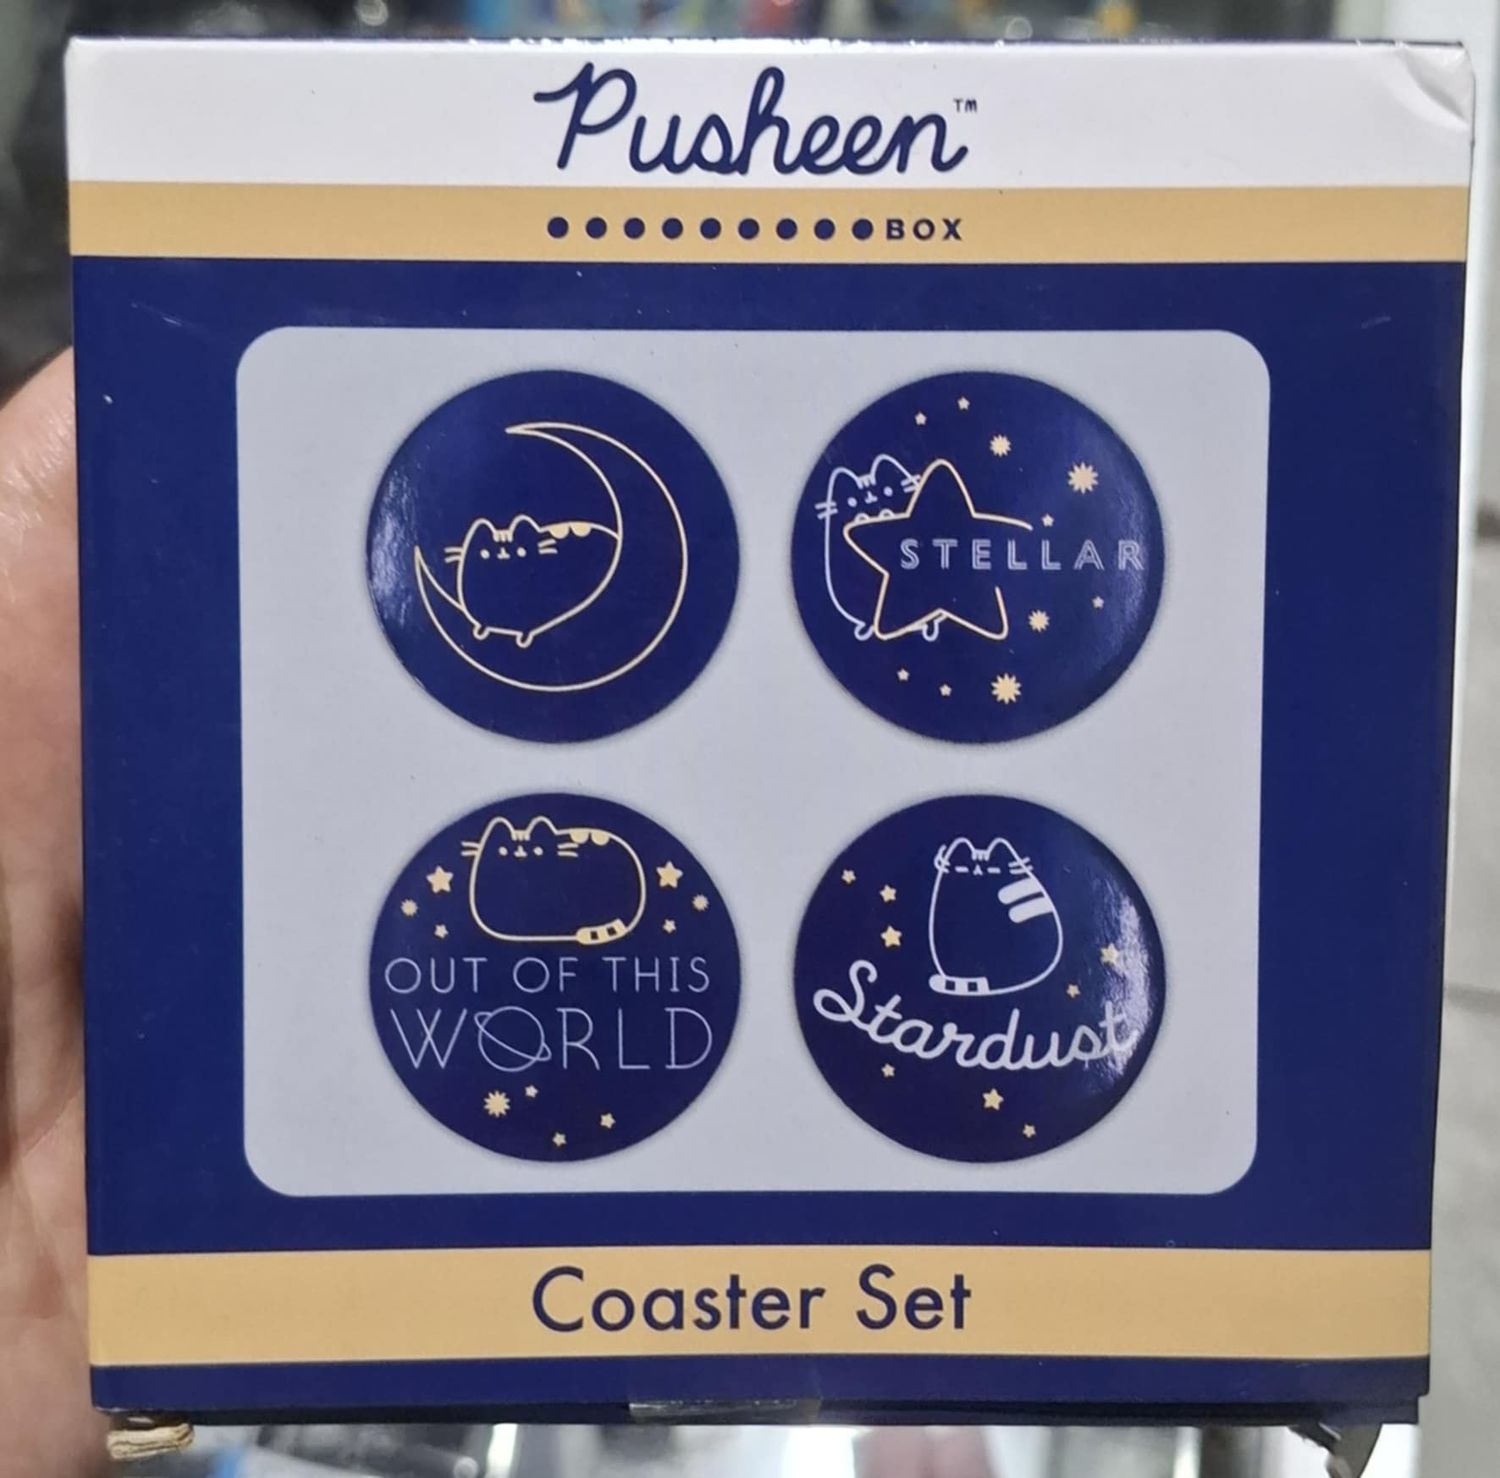 Pusheen™
BOX
STELLAR
OUT OF THIS
WORLD
Stardust
Coaster Set